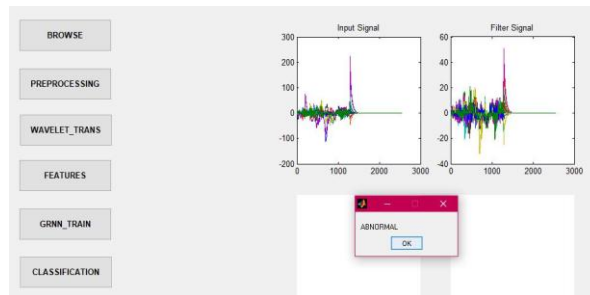 BROWSE
PREPROCESSING
WAVELET_TRANS
FEATURES
GRNN_TRAIN
CLASSIFICATION
Input Signal
300
200
100
0
-100
-200
0 1000 2000 3000
Filter Signal
60
40
20
0
-20
-40
0 1000 2000 3000
ABNORMAL
OK